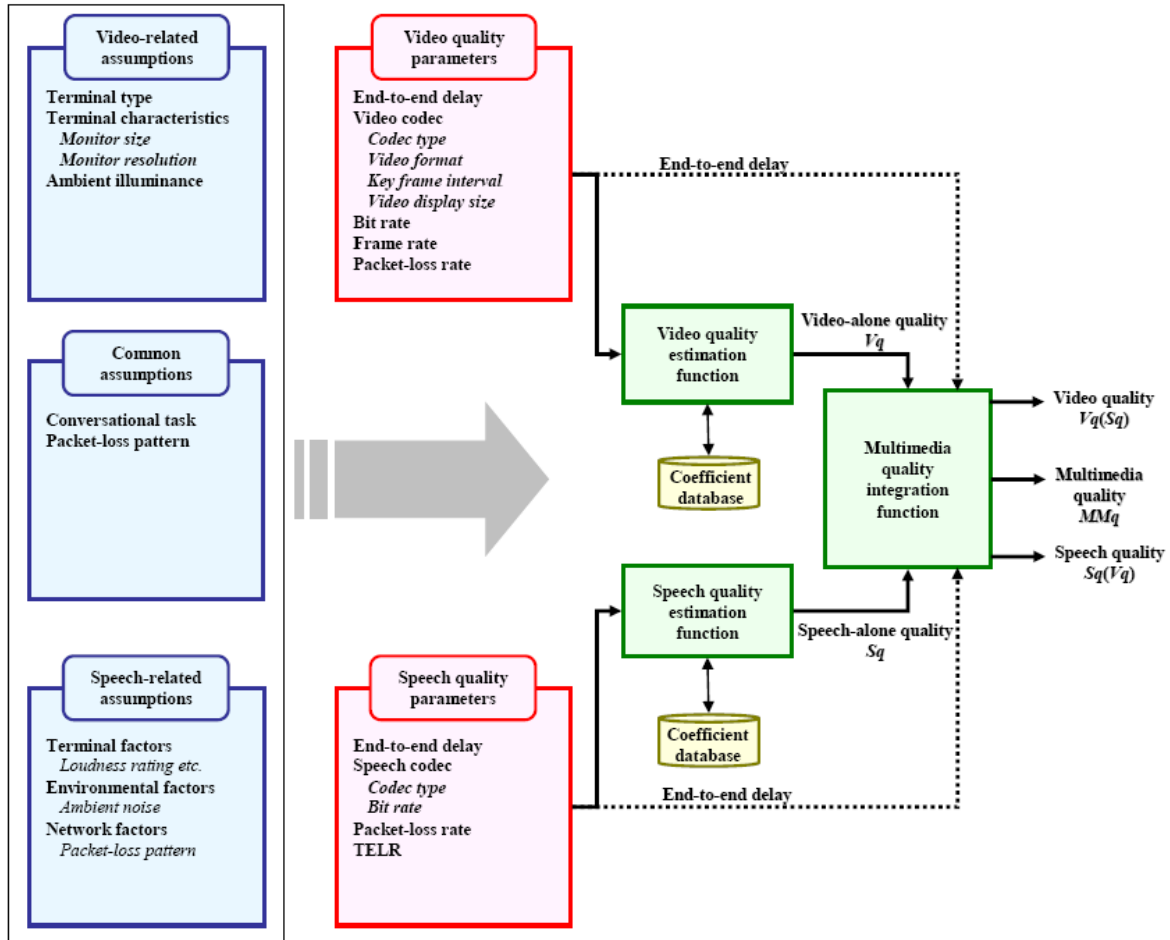 Video-related
assumptions
Terminal type
Terminal characteristics
Monitor size
Monitor resolution
Ambient illuminance
Common
assumptions
Conversational task
Packet-loss pattern
Speech-related
assumptions
Terminal factors
Loudness rating etc.
Environmental factors
Ambient noise
Network factors
Packet-loss pattern
Video quality
parameters
End-to-end delay
Video codec
Codec type
Video format
Key frame interval
Video display size
Bit rate
Frame rate
Packet-loss rate
Speech quality
parameters
End-to-end delay
Speech codec
Codec type
Bit rate
Packet-loss rate
TELR
End-to-end delay
Video quality
estimation
function
Video-alone quality
Vq
Coefficient
database
Speech quality
estimation
function
Speech-alone quality
Sq
Coefficient
database
End-to-end delay
Multimedia
quality
integration
function
Video quality
Vq(Sq)
Multimedia
quality
MMq
Speech quality
Sq(Vq)